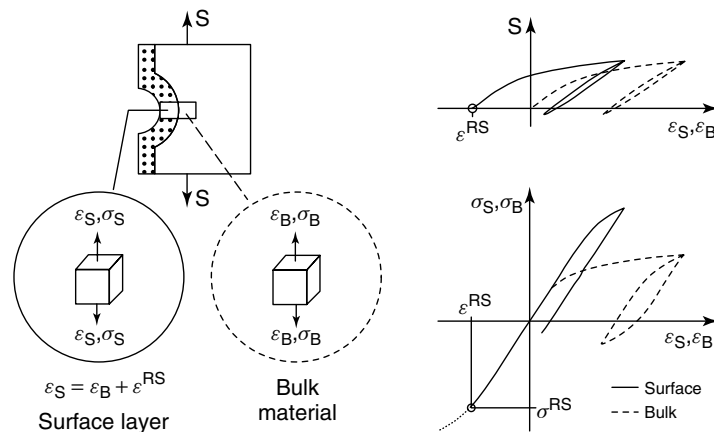 S
S
ε_S,σ_S
ε_S,σ_S
ε_B,σ_B
ε_B,σ_B
ε_S = ε_B + ε^RS
Surface layer
Bulk
material
S
ε^RS
ε_S,ε_B
σ_S,σ_B
ε^RS
ε_S,ε_B
σ^RS
Surface
Bulk